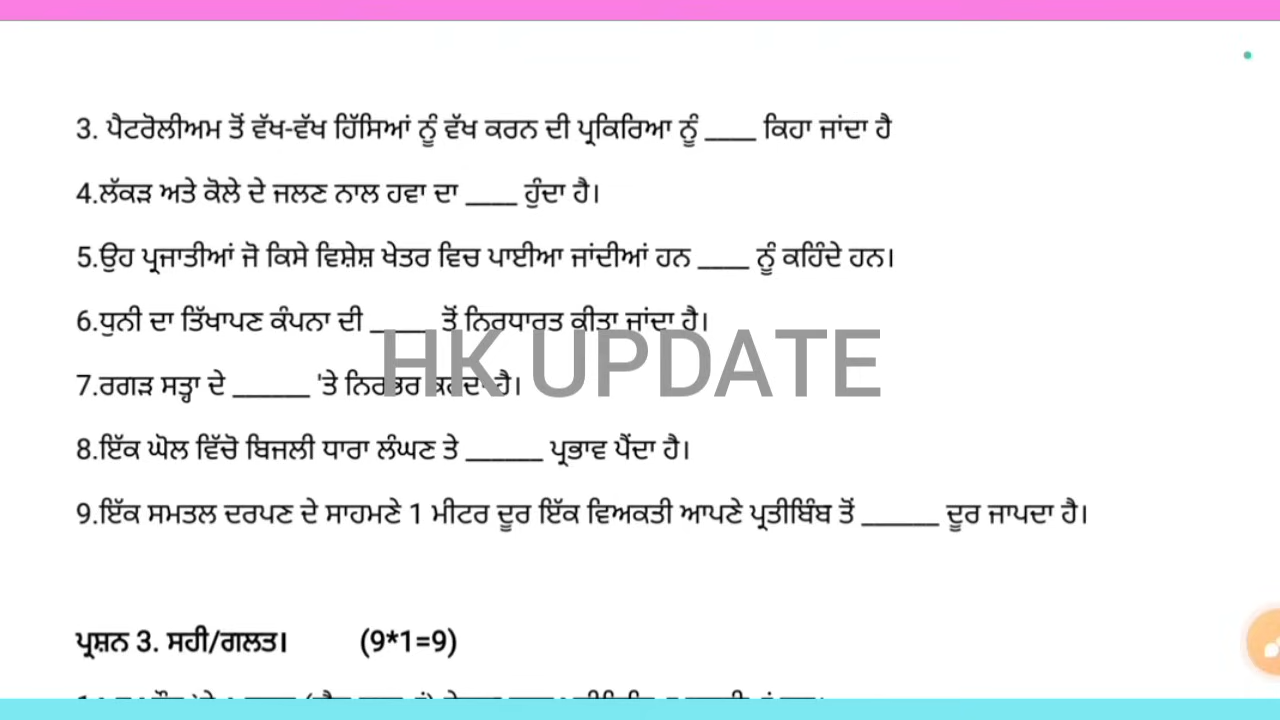 3. ਪੈਟਰੋਲੀਅਮ ਤੋਂ ਵੱਖ-ਵੱਖ ਹਿੱਸਿਆਂ ਨੂੰ ਵੱਖ ਕਰਨ ਦੀ ਪ੍ਰਕਿਰਿਆ ਨੂੰ ____ ਕਿਹਾ ਜਾਂਦਾ ਹੈ
4.ਲੱਕੜ ਅਤੇ ਕੋਲੇ ਦੇ ਜਲਣ ਨਾਲ ਹਵਾ ਦਾ ____ ਹੁੰਦਾ ਹੈ।
5.ਉਹ ਪ੍ਰਜਾਤੀਆਂ ਜੋ ਕਿਸੇ ਵਿਸ਼ੇਸ਼ ਖੇਤਰ ਵਿਚ ਪਾਈਆ ਜਾਂਦੀਆਂ ਹਨ ____ ਨੂੰ ਕਹਿੰਦੇ ਹਨ।
6.ਧੁਨੀ ਦਾ ਤਿੱਖਾਪਣ ਕੰਪਨਾ ਦੀ ____ ਤੋਂ ਨਿਰਧਾਰਤ ਕੀਤਾ ਜਾਂਦਾ ਹੈ।
HK UPDATE
7.ਰਗੜ ਸਤ੍ਹਾ ਦੇ ______ 'ਤੇ ਨਿਰਭਰ ਕਰਦਾ ਹੈ।
8.ਇੱਕ ਘੋਲ ਵਿੱਚੋ ਬਿਜਲੀ ਧਾਰਾ ਲੰਘਣ ਤੇ ______ ਪ੍ਰਭਾਵ ਪੈਂਦਾ ਹੈ।
9.ਇੱਕ ਸਮਤਲ ਦਰਪਣ ਦੇ ਸਾਹਮਣੇ 1 ਮੀਟਰ ਦੂਰ ਇੱਕ ਵਿਅਕਤੀ ਆਪਣੇ ਪ੍ਰਤੀਬਿੰਬ ਤੋਂ ______ ਦੂਰ ਜਾਪਦਾ ਹੈ।
ਪ੍ਰਸ਼ਨ 3. ਸਹੀ/ਗਲਤ। (9*1=9)